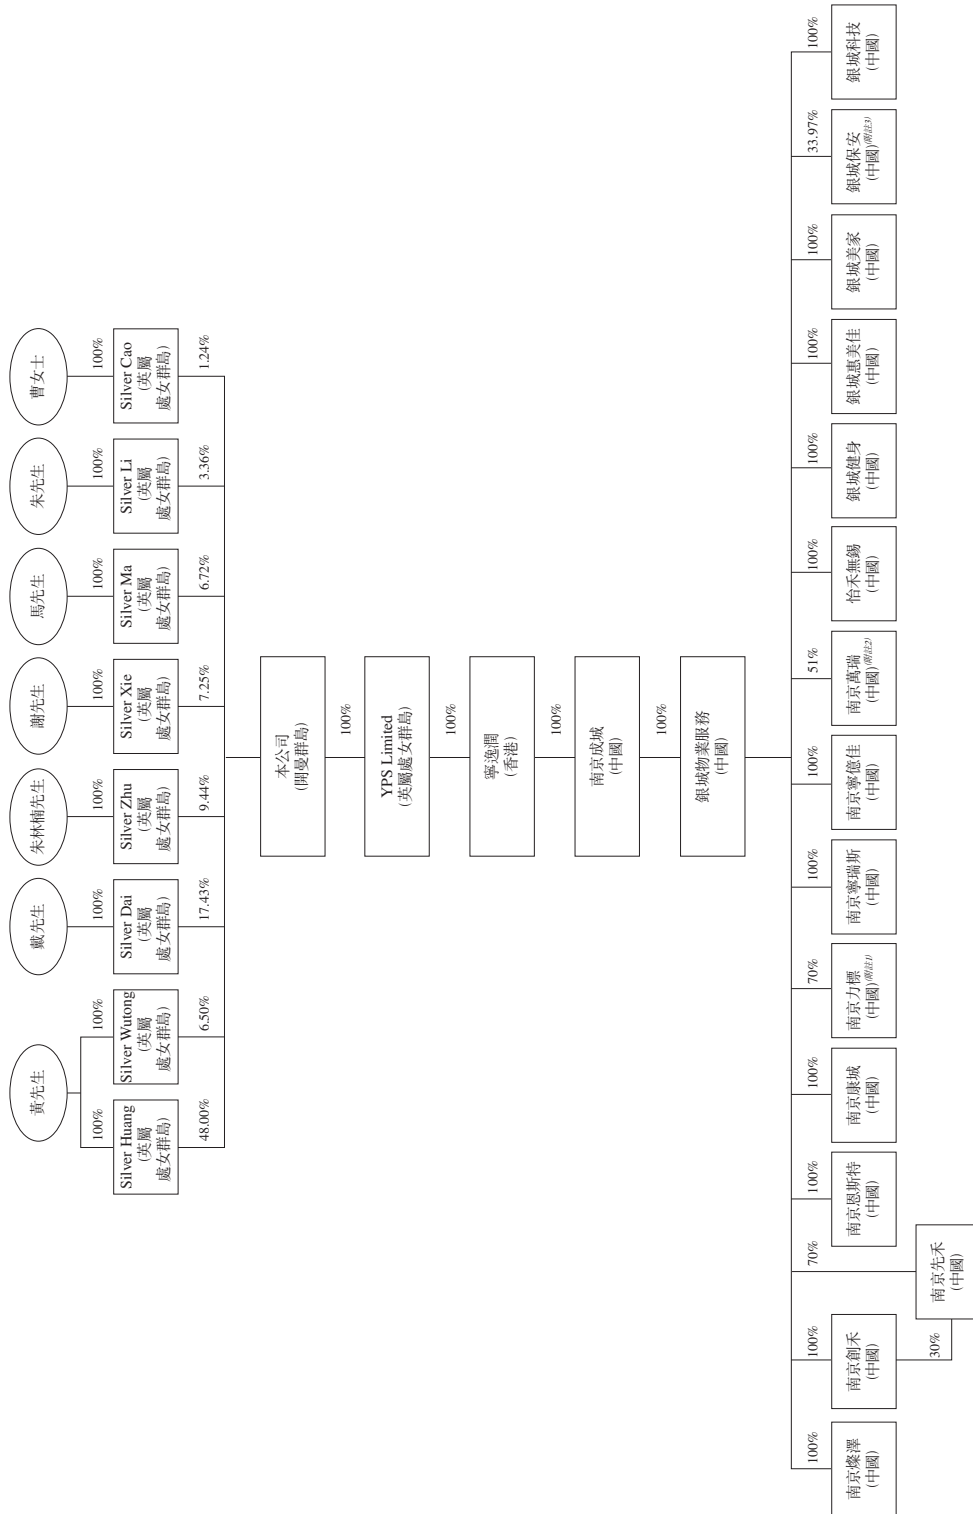 黃先生
戴先生
朱林楠先生
謝先生
馬先生
朱先生
曹女士
100%
100%
100%
100%
100%
100%
100%
100%
Silver Huang
(英屬
處女群島)
Silver Wutong
(英屬
處女群島)
Silver Dai
(英屬
處女群島)
Silver Zhu
(英屬
處女群島)
Silver Xie
(英屬
處女群島)
Silver Ma
(英屬
處女群島)
Silver Li
(英屬
處女群島)
Silver Cao
(英屬
處女群島)
48.00%
6.50%
17.43%
9.44%
7.25%
6.72%
3.36%
1.24%
本公司
(開曼群島)
100%
YPS Limited
(英屬處女群島)
100%
寧逸潤
(香港)
100%
南京成城
(中國)
100%
銀城物業服務
(中國)
100%
100%
70%
100%
100%
70%
100%
100%
51%
100%
100%
100%
100%
33.97%
100%
南京燦澤
(中國)
南京創禾
(中國)
南京恩斯特
(中國)
南京康城
(中國)
南京力標
(中國)(附註1)
南京寧瑞斯
(中國)
南京寧億佳
(中國)
南京萬瑞
(中國)(附註2)
怡禾無錫
(中國)
銀城健身
(中國)
銀城惠美佳
(中國)
銀城美家
(中國)
銀城保安
(中國)(附註3)
銀城科技
(中國)
30%
南京先禾
(中國)